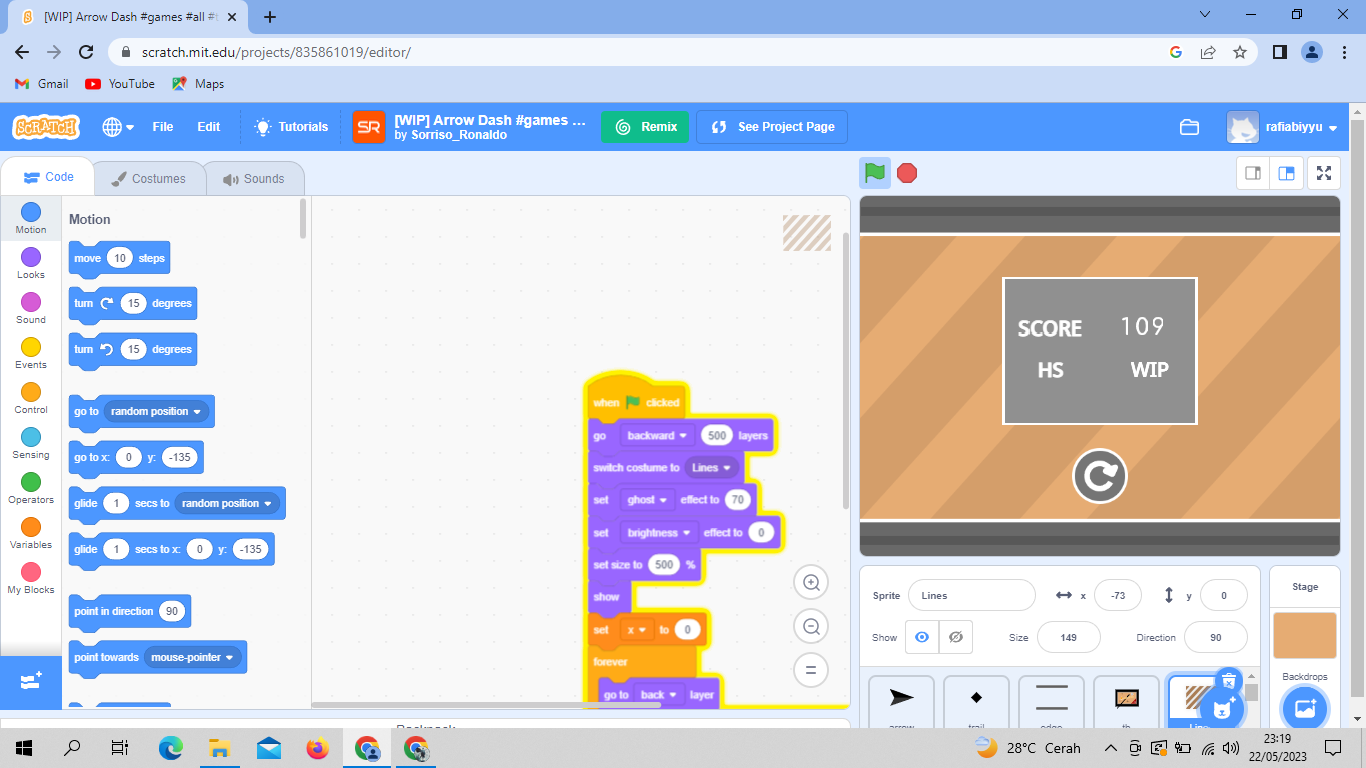 [WIP] Arrow Dash #games #all #
scratch.mit.edu/projects/835861019/editor/
Gmail YouTube Maps
SCRATCH File Edit Tutorials SR [WIP] Arrow Dash #games ... Remix See Project Page rafiabiyyu
by Sorriso_Ronaldo
Code Costumes Sounds
Motion
Looks
Sound
Events
Control
Sensing
Operators
Variables
My Blocks
Motion
move 10 steps
turn 15 degrees
turn 15 degrees
go to random position
go to x: 0 y: -135
glide 1 secs to random position
glide 1 secs to x: 0 y: -135
point in direction 90
point towards mouse-pointer
when clicked
go backward 500 layers
switch costume to Lines
set ghost effect to 70
set brightness effect to 0
set size to 500 %
show
set x to 0
forever
go to back layer
Backpack
SCORE 109
HS WIP
Sprite Lines x -73 y 0
Show Size 149 Direction 90
arrow trail edge th
Stage
Backdrops
28°C Cerah
23:19
22/05/2023